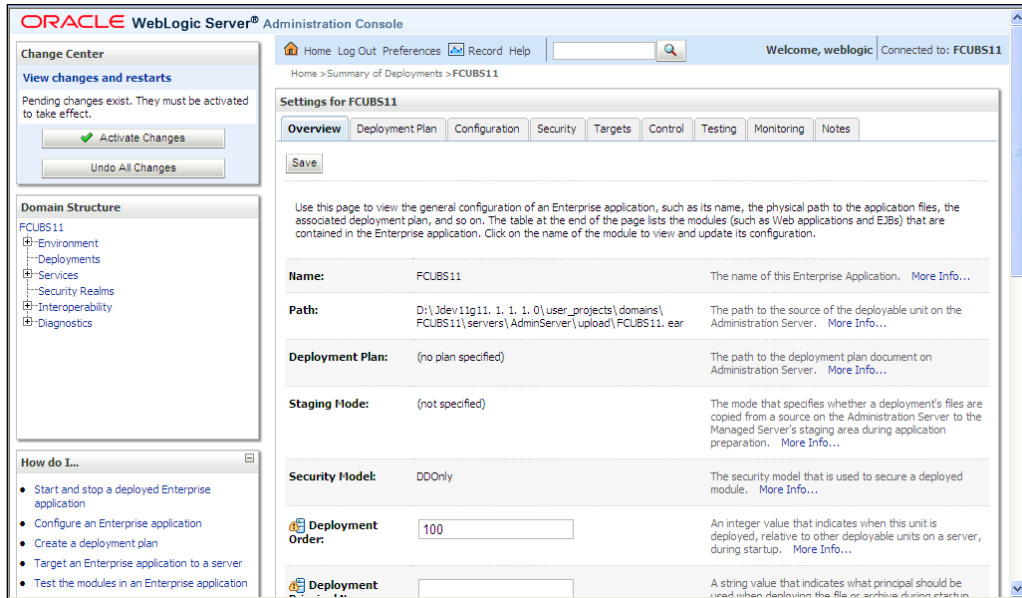 ORACLE WebLogic Server® Administration Console
Change Center
View changes and restarts
Pending changes exist. They must be activated
to take effect.
Activate Changes
Undo All Changes
Domain Structure
FCUBS11
Environment
Deployments
Services
Security Realms
Interoperability
Diagnostics
How do I...
Start and stop a deployed Enterprise
application
Configure an Enterprise application
Create a deployment plan
Target an Enterprise application to a server
Test the modules in an Enterprise application
Home Log Out Preferences Record Help
Welcome, weblogic Connected to: FCUBS11
Home >Summary of Deployments >FCUBS11
Settings for FCUBS11
Overview Deployment Plan Configuration Security Targets Control Testing Monitoring Notes
Save
Use this page to view the general configuration of an Enterprise application, such as its name, the physical path to the application files, the
associated deployment plan, and so on. The table at the end of the page lists the modules (such as Web applications and EJBs) that are
contained in the Enterprise application. Click on the name of the module to view and update its configuration.
Name: FCUBS11 The name of this Enterprise Application. More Info...
Path: D:\Jdev11g11. 1. 1. 1. 0\user_projects\domains\ The path to the source of the deployable unit on the
FCUBS11\servers\AdminServer\upload\FCUBS11. ear Administration Server. More Info...
Deployment Plan: (no plan specified) The path to the deployment plan document on
Administration Server. More Info...
Staging Mode: (not specified) The mode that specifies whether a deployment's files are
copied from a source on the Administration Server to the
Managed Server's staging area during application
preparation. More Info...
Security Model: DDOnly The security model that is used to secure a deployed
module. More Info...
Deployment 100 An integer value that indicates when this unit is
Order: deployed, relative to other deployable units on a server,
during startup. More Info...
Deployment A string value that indicates what principal should be
used when deploying the file or archive during startup